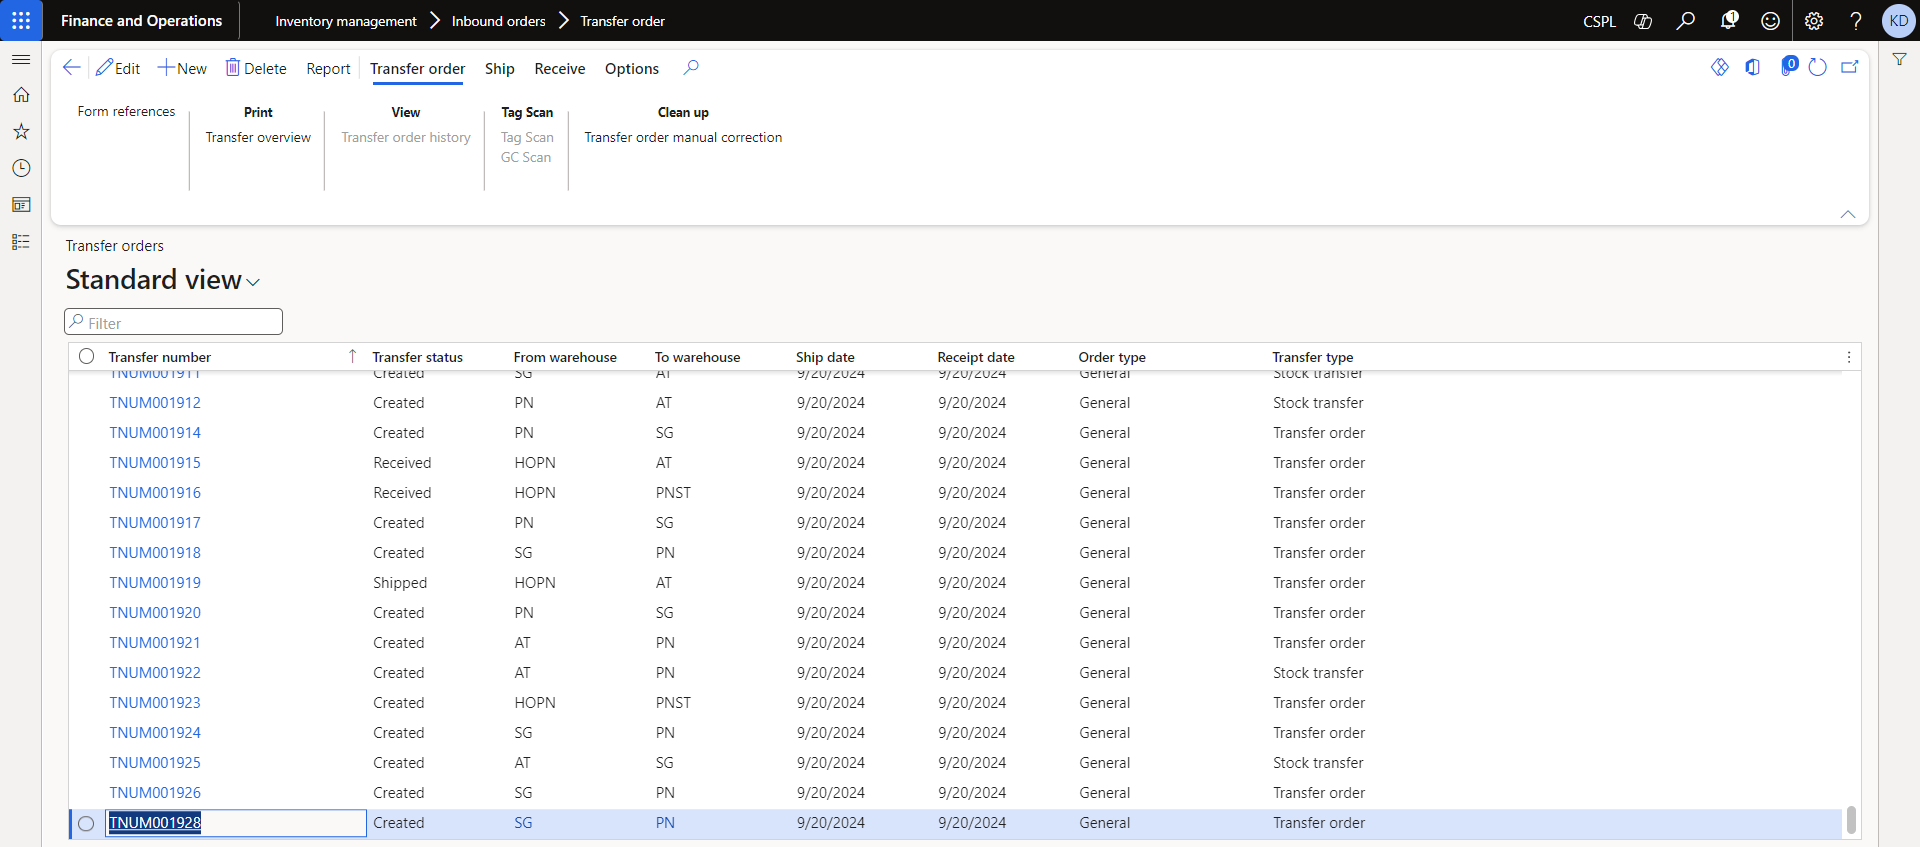 Finance and Operations Inventory management Inbound orders Transfer order CSPL 1 ? KD
Edit New Delete Report Transfer order Ship Receive Options 0
Form references Print View Tag Scan Clean up
Transfer overview Transfer order history Tag Scan Transfer order manual correction
GC Scan
Transfer orders
Standard view
Filter
Transfer number Transfer status From warehouse To warehouse Ship date Receipt date Order type Transfer type
TNUM001911 Created SG AT 9/20/2024 9/20/2024 General Stock transfer
TNUM001912 Created PN AT 9/20/2024 9/20/2024 General Stock transfer
TNUM001914 Created PN SG 9/20/2024 9/20/2024 General Transfer order
TNUM001915 Received HOPN AT 9/20/2024 9/20/2024 General Transfer order
TNUM001916 Received HOPN PNST 9/20/2024 9/20/2024 General Transfer order
TNUM001917 Created PN SG 9/20/2024 9/20/2024 General Transfer order
TNUM001918 Created SG PN 9/20/2024 9/20/2024 General Transfer order
TNUM001919 Shipped HOPN AT 9/20/2024 9/20/2024 General Transfer order
TNUM001920 Created PN SG 9/20/2024 9/20/2024 General Transfer order
TNUM001921 Created AT PN 9/20/2024 9/20/2024 General Transfer order
TNUM001922 Created AT PN 9/20/2024 9/20/2024 General Stock transfer
TNUM001923 Created HOPN PNST 9/20/2024 9/20/2024 General Transfer order
TNUM001924 Created SG PN 9/20/2024 9/20/2024 General Transfer order
TNUM001925 Created AT SG 9/20/2024 9/20/2024 General Stock transfer
TNUM001926 Created SG PN 9/20/2024 9/20/2024 General Transfer order
TNUM001928 Created SG PN 9/20/2024 9/20/2024 General Transfer order